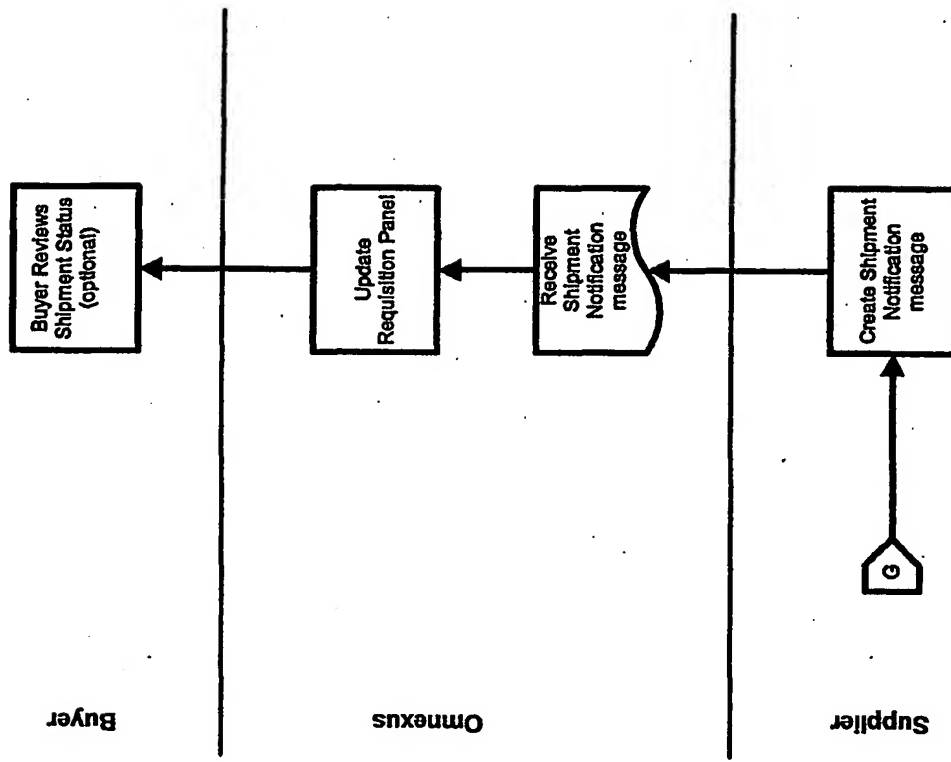 Buyer
Buyer Reviews
Shipment Status
(optional)
Omnexus
Update
Requisition Panel
Receive
Shipment
Notification
message
Supplier
G
Create Shipment
Notification
message